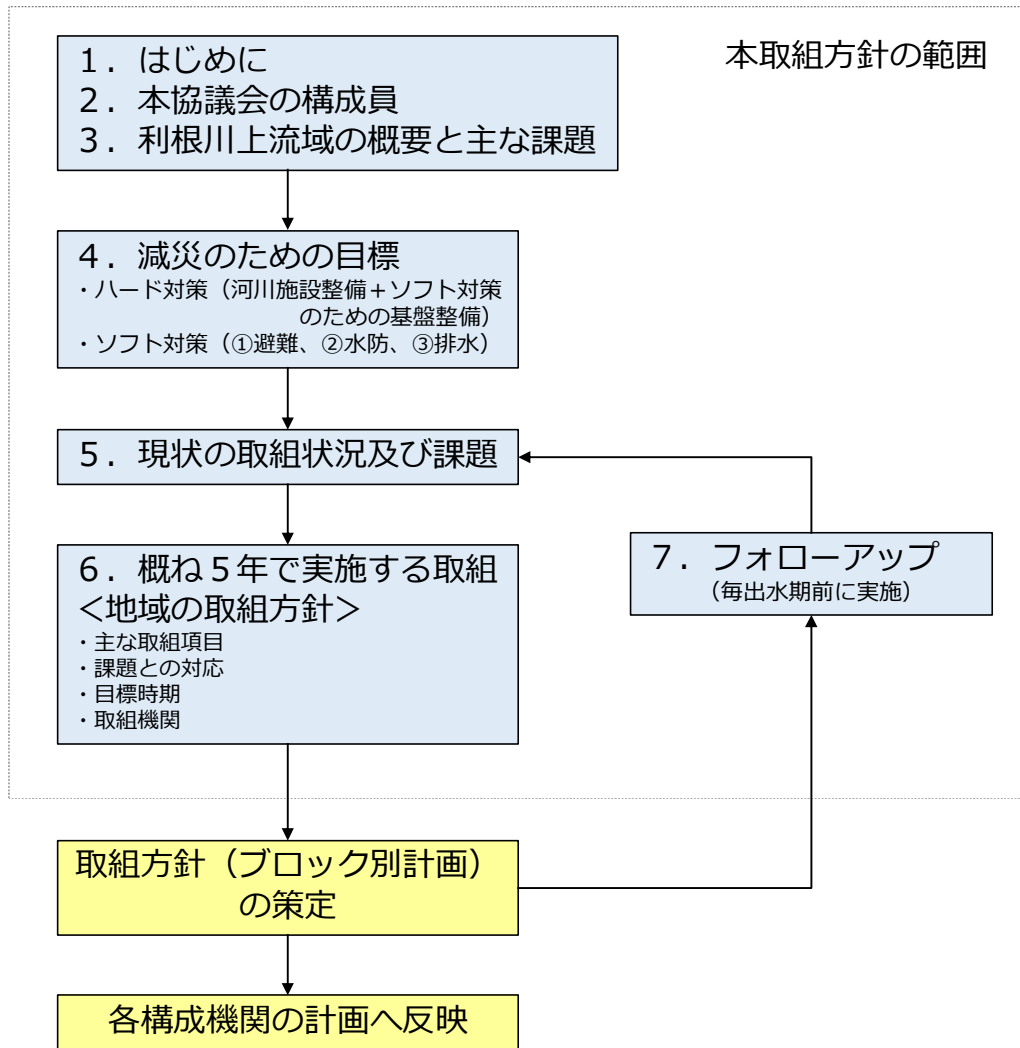 本取組方針の範囲
１．はじめに
２．本協議会の構成員
３．利根川上流域の概要と主な課題
４．減災のための目標
・ハード対策（河川施設整備＋ソフト対策
のための基盤整備）
・ソフト対策（①避難、②水防、③排水）
５．現状の取組状況及び課題
６．概ね５年で実施する取組
＜地域の取組方針＞
・主な取組項目
・課題との対応
・目標時期
・取組機関
７．フォローアップ
（毎出水期前に実施）
取組方針（ブロック別計画）
の策定
各構成機関の計画へ反映